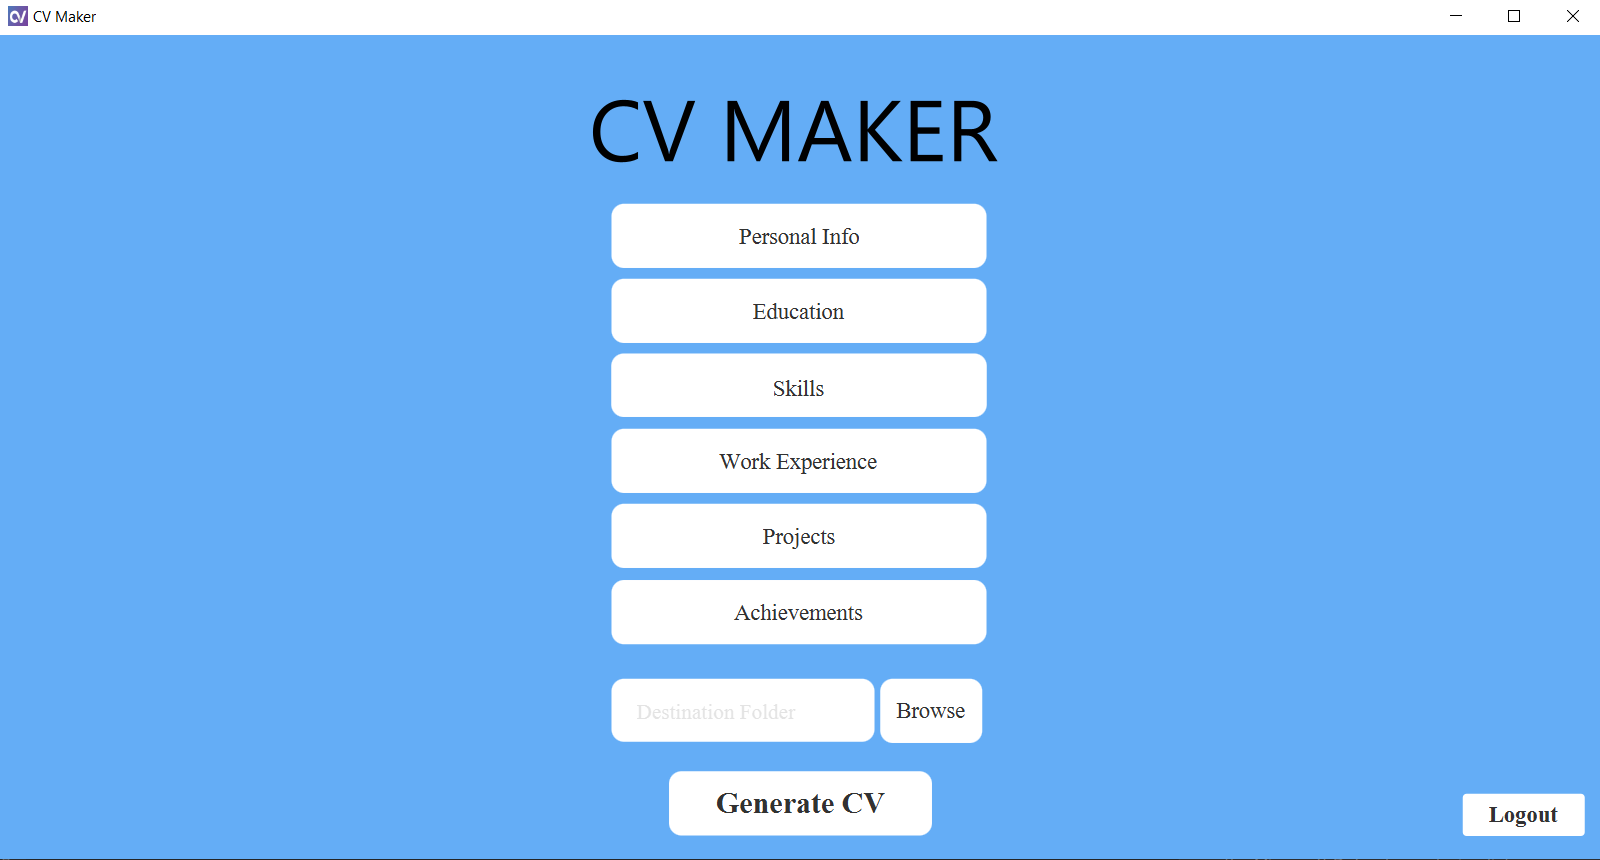 CV Maker
CV MAKER
Personal Info
Education
Skills
Work Experience
Projects
Achievements
Destination Folder
Browse
Generate CV
Logout